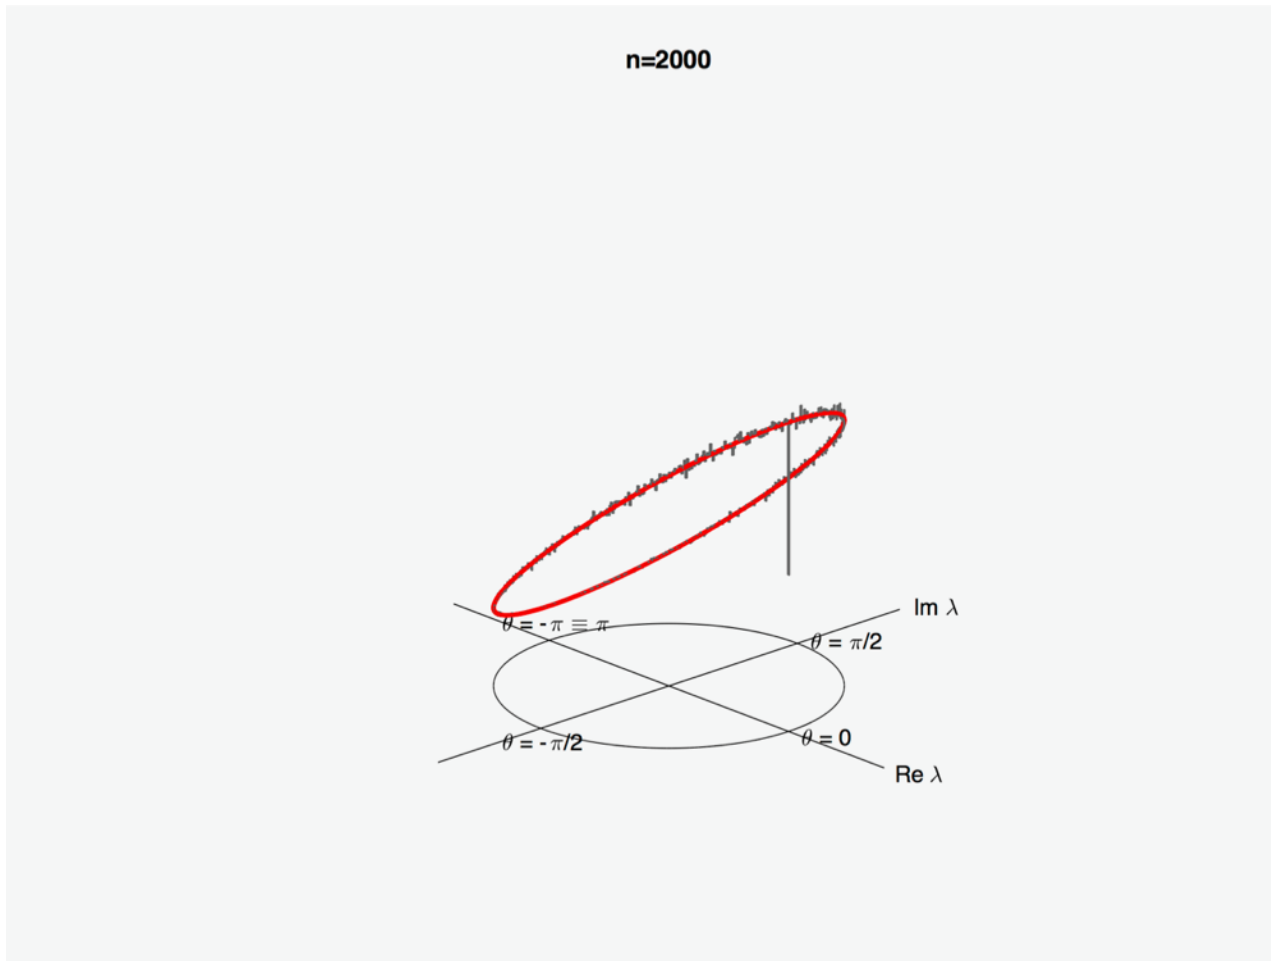 n=2000
Im λ
θ = -π ≡ π
θ = π/2
θ = -π/2
θ = 0
Re λ